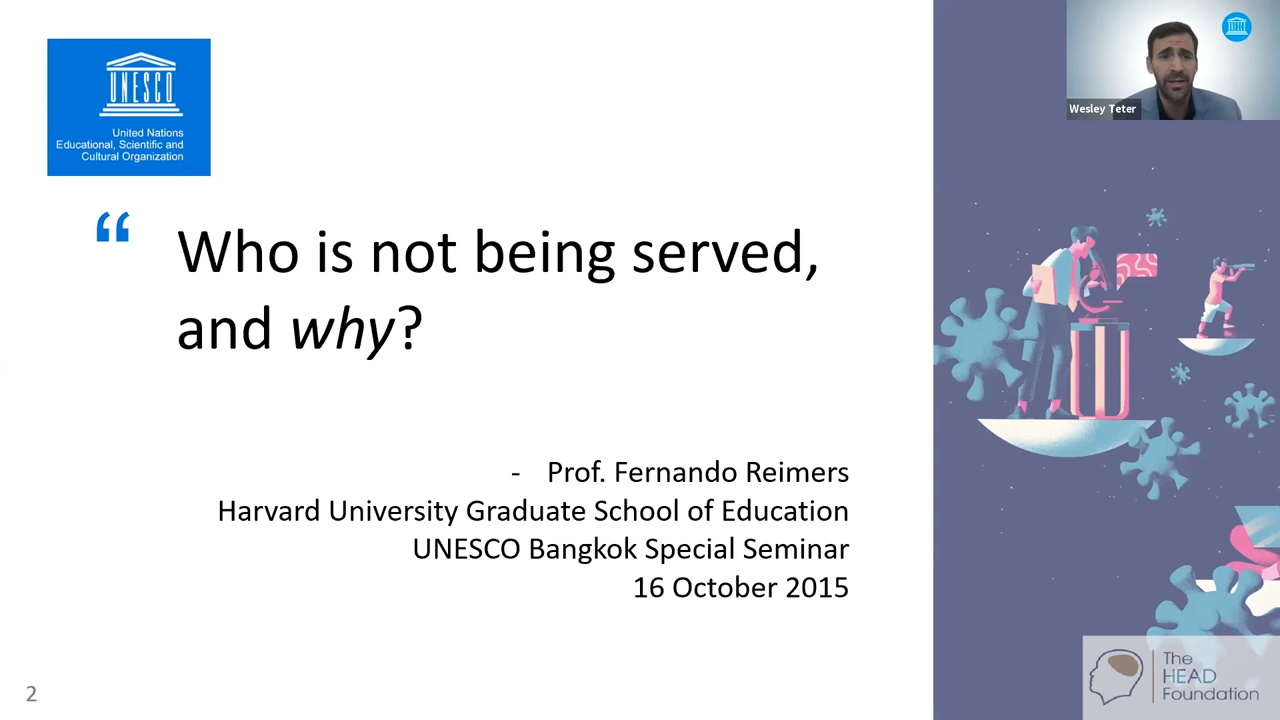 UNESCO
United Nations
Educational, Scientific and
Cultural Organization
Wesley Teter
“ Who is not being served,
and why?
- Prof. Fernando Reimers
Harvard University Graduate School of Education
UNESCO Bangkok Special Seminar
16 October 2015
2
The
HEAD
Foundation